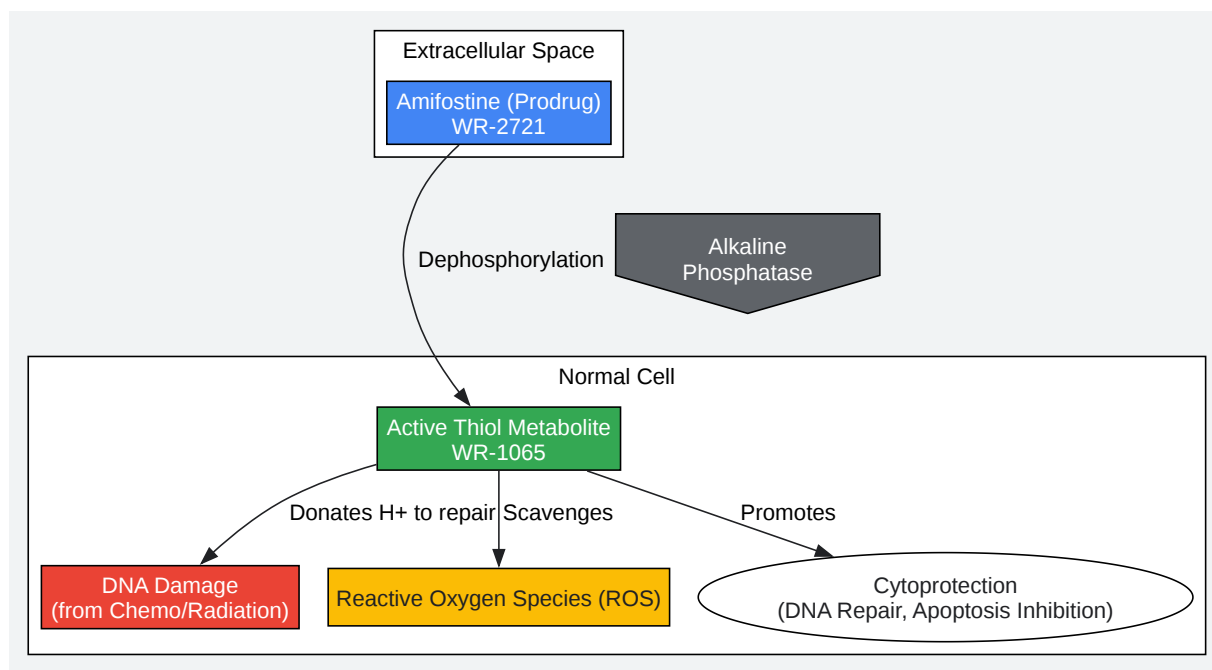 Extracellular Space
Amifostine (Prodrug)
WR-2721
Dephosphorylation
Alkaline
Phosphatase
Normal Cell
Active Thiol Metabolite
WR-1065
Donates H+ to repair
Scavenges
Promotes
DNA Damage
(from Chemo/Radiation)
Reactive Oxygen Species (ROS)
Cytoprotection
(DNA Repair, Apoptosis Inhibition)